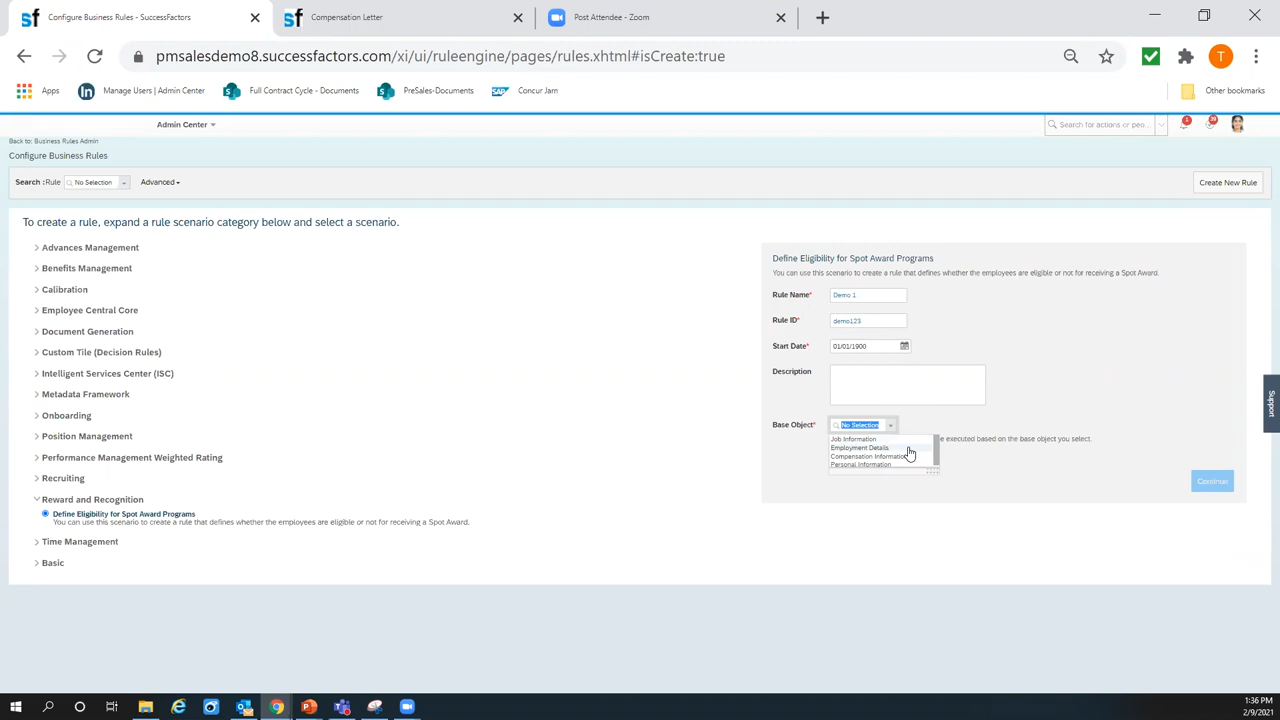 Configure Business Rules - SuccessFactors
Compensation Letter
Post Attendee - Zoom
pmsalesdemo8.successfactors.com/xi/ui/ruleengine/pages/rules.xhtml#isCreate:true
T
Apps
Manage Users | Admin Center
Full Contract Cycle - Documents
PreSales-Documents
Concur Jam
Other bookmarks
Admin Center
Search for actions or peo...
Back to: Business Rules Admin
Configure Business Rules
Search :Rule
No Selection
Advanced
Create New Rule
To create a rule, expand a rule scenario category below and select a scenario.
Advances Management
Benefits Management
Calibration
Employee Central Core
Document Generation
Custom Tile (Decision Rules)
Intelligent Services Center (ISC)
Metadata Framework
Onboarding
Position Management
Performance Management Weighted Rating
Recruiting
Reward and Recognition
Define Eligibility for Spot Award Programs
You can use this scenario to create a rule that defines whether the employees are eligible or not for receiving a Spot Award.
Time Management
Basic
Define Eligibility for Spot Award Programs
You can use this scenario to create a rule that defines whether the employees are eligible or not for receiving a Spot Award.
Rule Name* Demo 1
Rule ID* demo123
Start Date* 01/01/1900
Description
Base Object* No Selection
Job Information
e executed based on the base object you select.
Employment Details
Compensation Information
Personal Information
Continue
Support
1:36 PM
2/9/2021